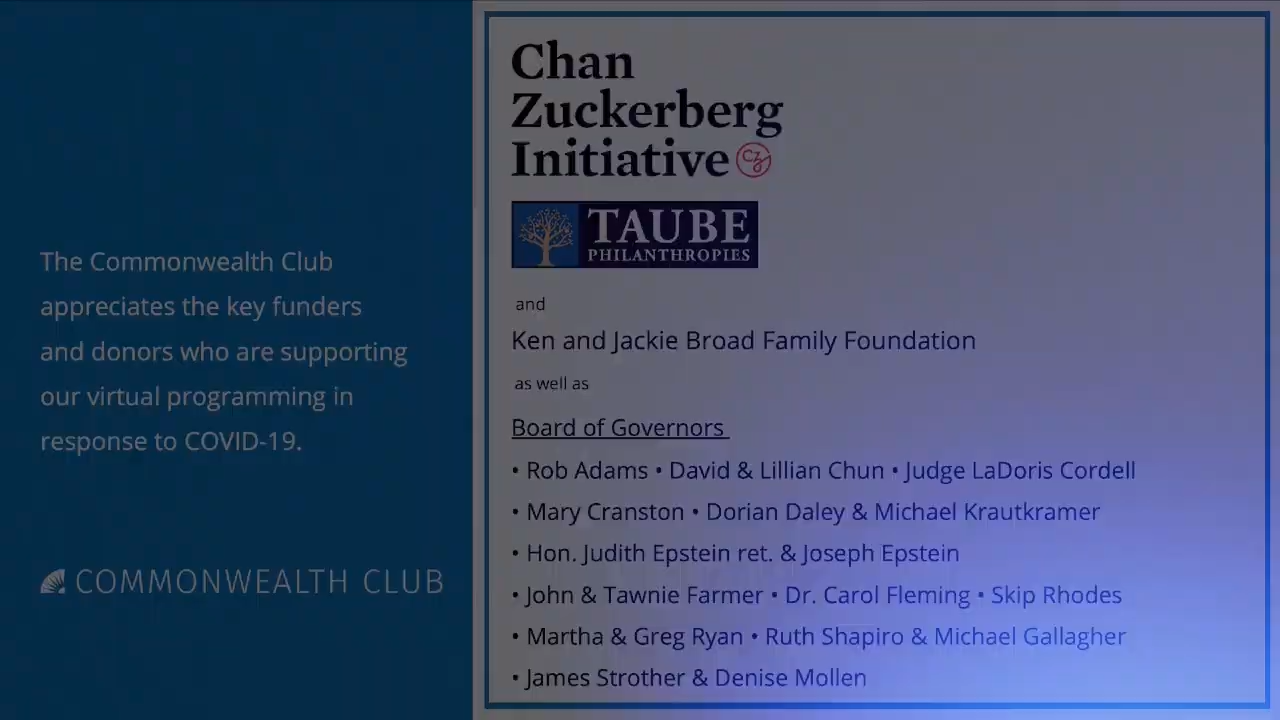 The Commonwealth Club
appreciates the key funders
and donors who are supporting
our virtual programming in
response to COVID-19.
COMMONWEALTH CLUB
Chan
Zuckerberg
Initiative
CZI
TAUBE
PHILANTHROPIES
and
Ken and Jackie Broad Family Foundation
as well as
Board of Governors
• Rob Adams • David & Lillian Chun • Judge LaDoris Cordell
• Mary Cranston • Dorian Daley & Michael Krautkramer
• Hon. Judith Epstein ret. & Joseph Epstein
• John & Tawnie Farmer • Dr. Carol Fleming • Skip Rhodes
• Martha & Greg Ryan • Ruth Shapiro & Michael Gallagher
• James Strother & Denise Mollen